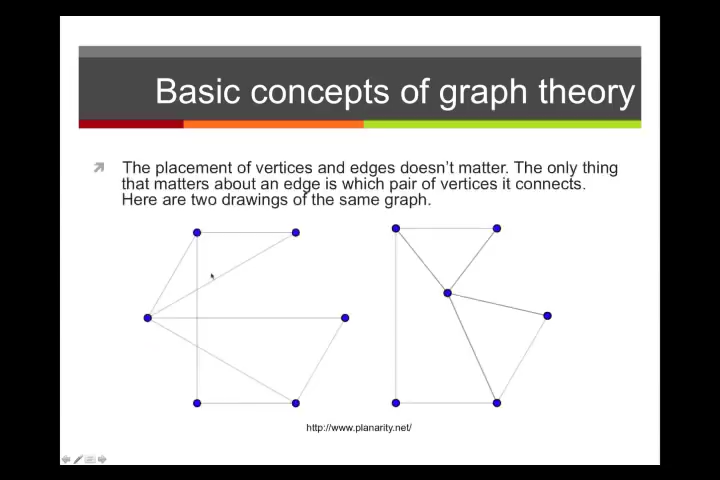 Basic concepts of graph theory
The placement of vertices and edges doesn't matter. The only thing
that matters about an edge is which pair of vertices it connects.
Here are two drawings of the same graph.
http://www.planarity.net/